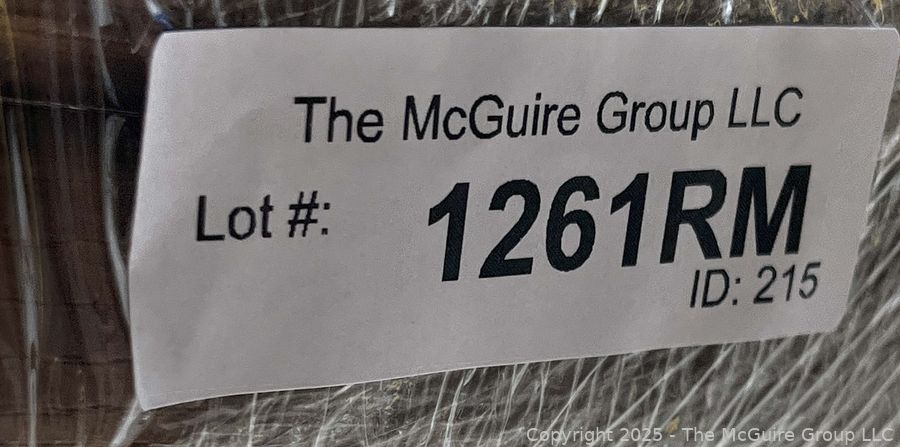 The McGuire Group LLC
Lot #: 1261RM
ID: 215
Copyright 2025 - The McGuire Group LLC